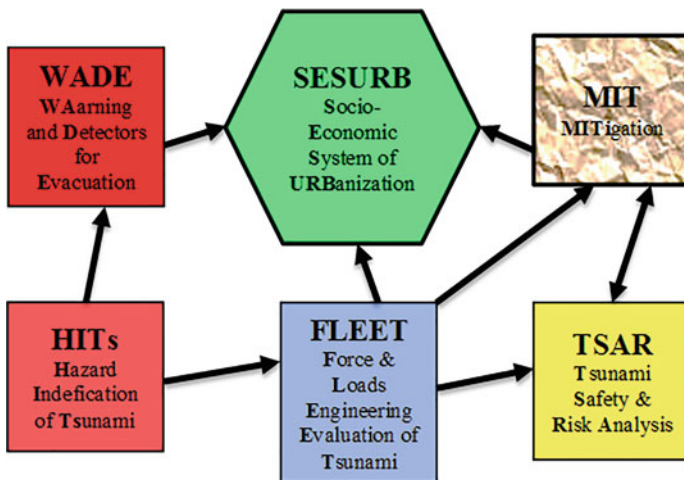 WADE
WAarning
and Detectors
for
Evacuation
SESURB
Socio-
Economic
System of
URBanization
MIT
MITigation
HITs
Hazard
Indefication
of Tsunami
FLEET
Force &
Loads
Engineering
Evaluation of
Tsunami
TSAR
Tsunami
Safety &
Risk Analysis